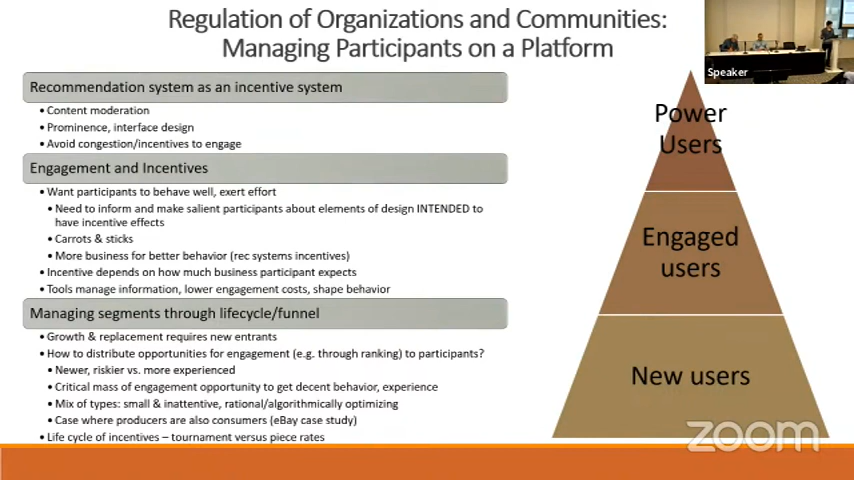 Regulation of Organizations and Communities:
Managing Participants on a Platform
Speaker
Recommendation system as an incentive system
• Content moderation
• Prominence, interface design
• Avoid congestion/incentives to engage
Engagement and Incentives
• Want participants to behave well, exert effort
• Need to inform and make salient participants about elements of design INTENDED to
have incentive effects
• Carrots & sticks
• More business for better behavior (rec systems incentives)
• Incentive depends on how much business participant expects
• Tools manage information, lower engagement costs, shape behavior
Managing segments through lifecycle/funnel
• Growth & replacement requires new entrants
• How to distribute opportunities for engagement (e.g. through ranking) to participants?
• Newer, riskier vs. more experienced
• Critical mass of engagement opportunity to get decent behavior, experience
• Mix of types: small & inattentive, rational/algorithmically optimizing
• Case where producers are also consumers (eBay case study)
• Life cycle of incentives – tournament versus piece rates
Power
Users
Engaged
users
New users
zoom